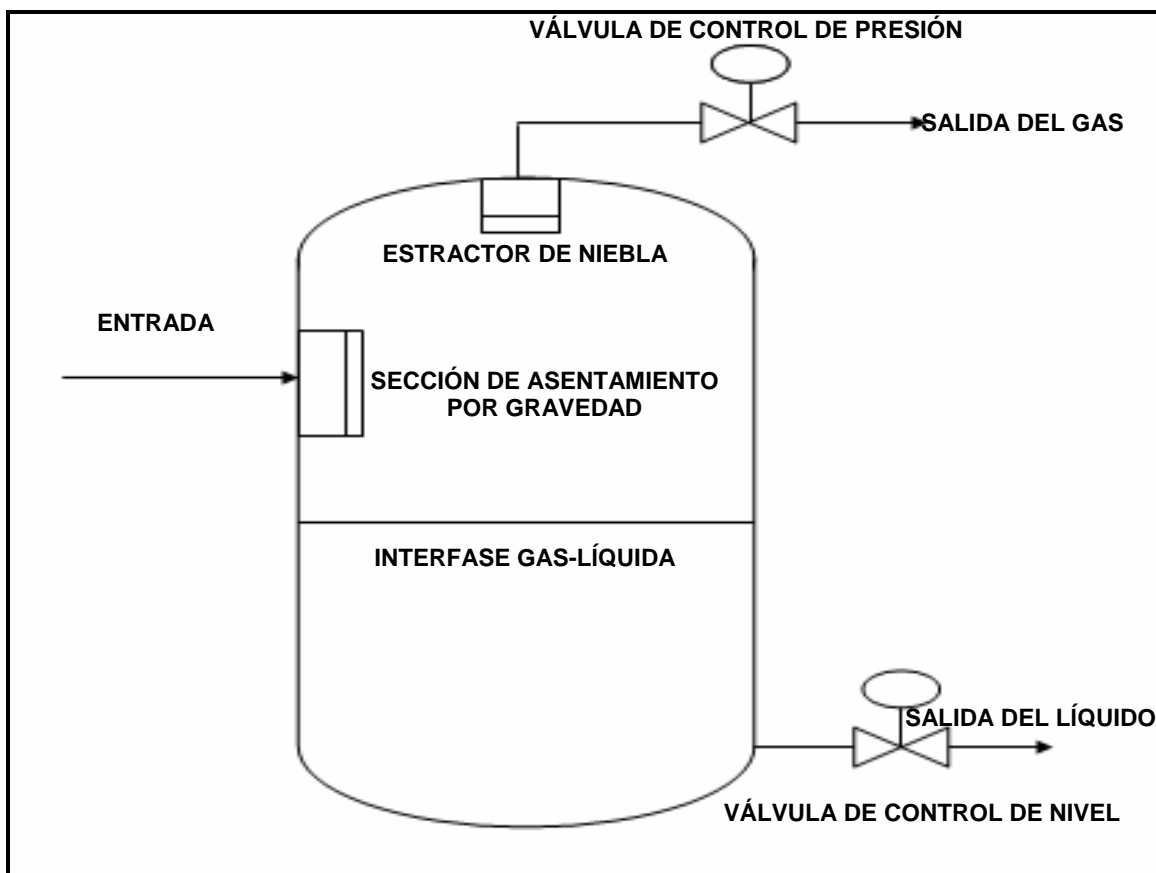 VÁLVULA DE CONTROL DE PRESIÓN
SALIDA DEL GAS
ESTRACTOR DE NIEBLA
ENTRADA
SECCIÓN DE ASENTAMIENTO
POR GRAVEDAD
INTERFASE GAS-LÍQUIDA
SALIDA DEL LÍQUIDO
VÁLVULA DE CONTROL DE NIVEL